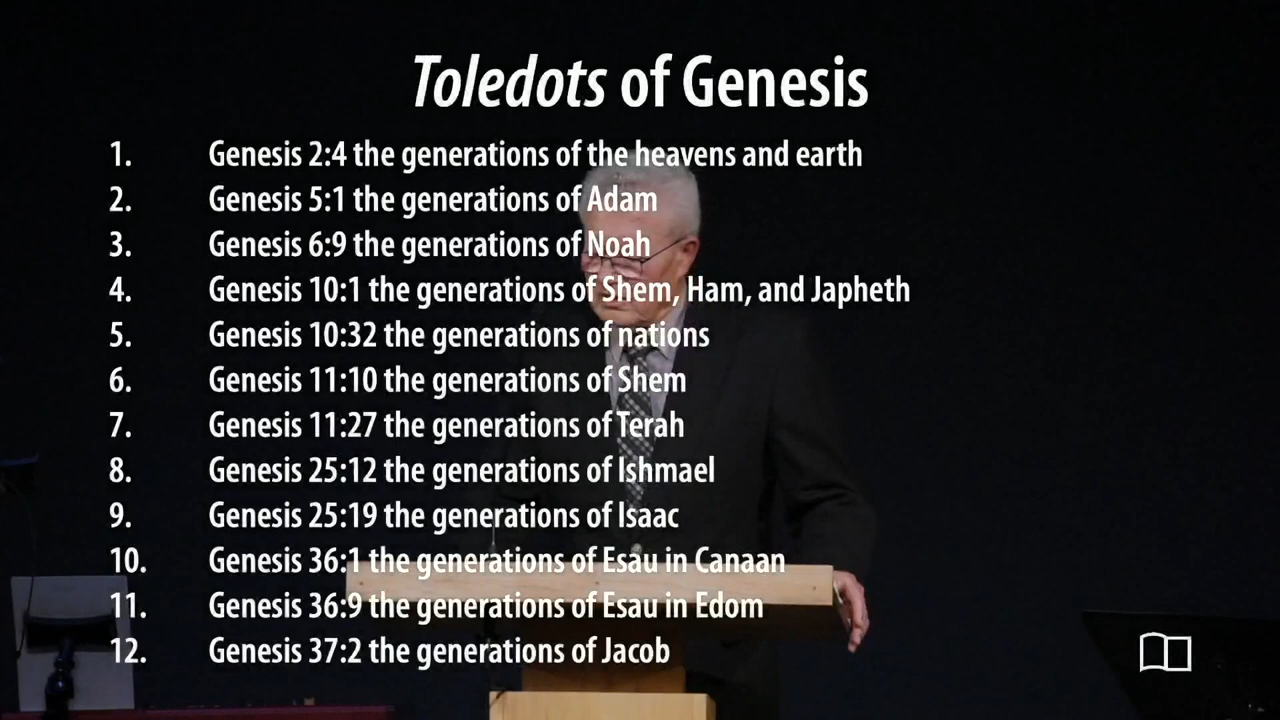 Toledots of Genesis
1. Genesis 2:4 the generations of the heavens and earth
2. Genesis 5:1 the generations of Adam
3. Genesis 6:9 the generations of Noah
4. Genesis 10:1 the generations of Shem, Ham, and Japheth
5. Genesis 10:32 the generations of nations
6. Genesis 11:10 the generations of Shem
7. Genesis 11:27 the generations of Terah
8. Genesis 25:12 the generations of Ishmael
9. Genesis 25:19 the generations of Isaac
10. Genesis 36:1 the generations of Esau in Canaan
11. Genesis 36:9 the generations of Esau in Edom
12. Genesis 37:2 the generations of Jacob